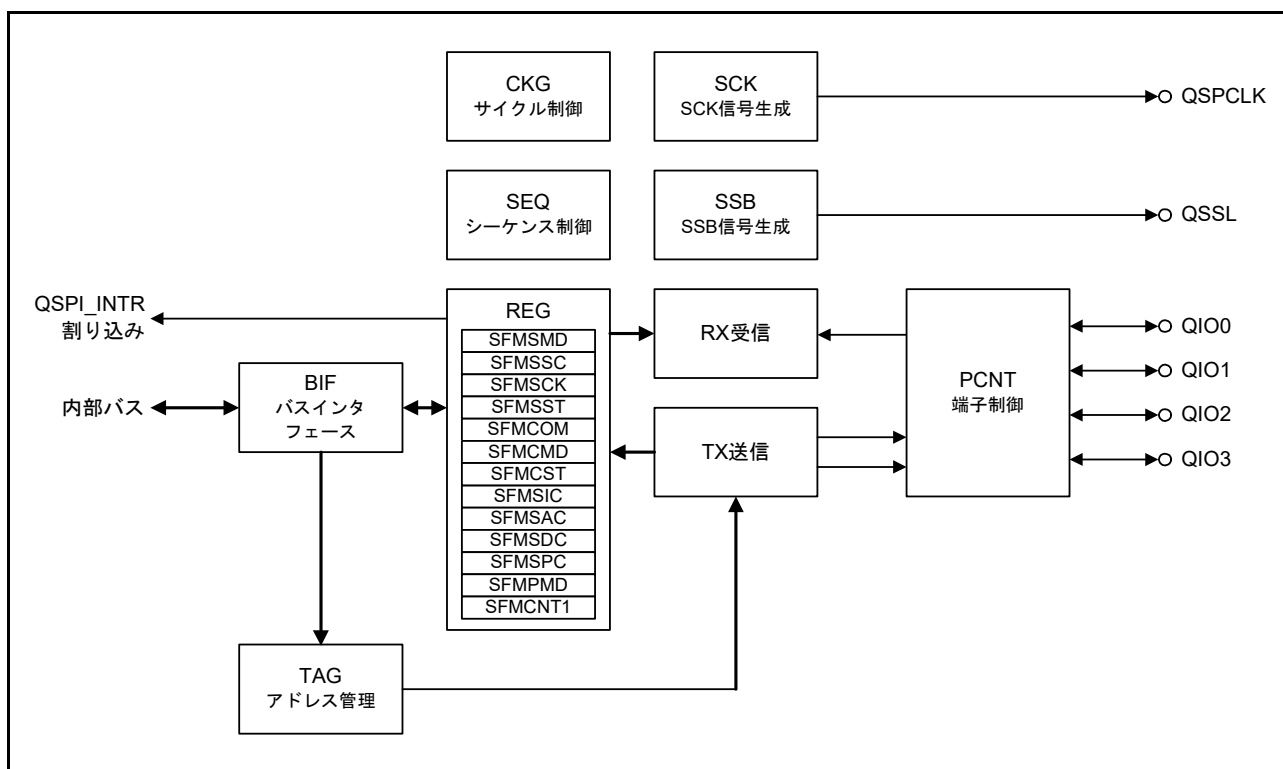 CKG
サイクル制御
SCK
SCK信号生成
QSPCLK
SEQ
シーケンス制御
SSB
SSB信号生成
QSSL
QSPI_INTR
割り込み
REG
SFMSMD
SFMSSC
SFMSCK
SFMSST
SFMCOM
SFMCMD
SFMCST
SFMSIC
SFMSAC
SFMSDC
SFMSPC
SFMPMD
SFMCNT1
RX受信
PCNT
端子制御
QIO0
QIO1
QIO2
QIO3
内部バス
BIF
バスインタ
フェース
TX送信
TAG
アドレス管理